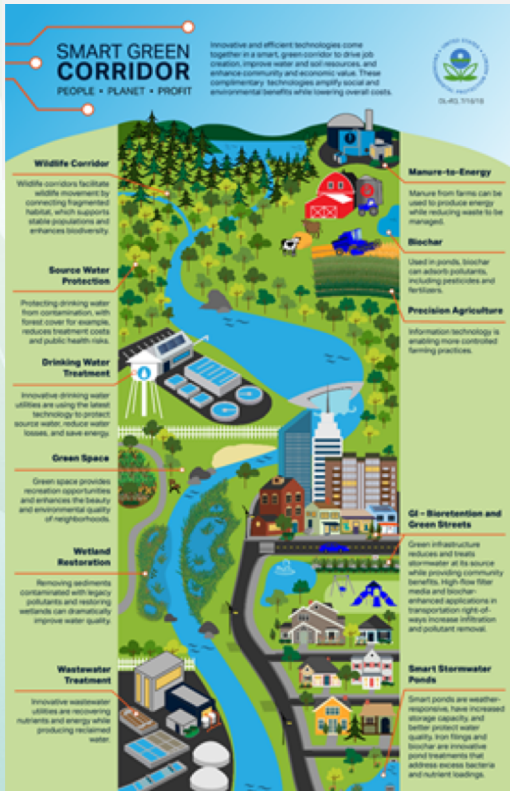 SMART GREEN
CORRIDOR
PEOPLE • PLANET • PROFIT
Innovative and efficient technologies come
together in a smart, green corridor to drive job
creation, improve water and soil resources, and
enhance community and economic value. These
complimentary technologies amplify social and
environmental benefits while lowering overall costs.
UNITED STATES
Wildlife Corridor
Wildlife corridors facilitate
wildlife movement by
connecting fragmented
habitat, which supports
stable populations and
enhances biodiversity.
Source Water
Protection
Protecting drinking water
from contamination, with
forest cover for example,
reduces treatment costs
and public health risks.
Drinking Water
Treatment
Innovative drinking water
utilities are using the latest
technology to protect
source water, reduce water
losses, and save energy.
Green Space
Green space provides
recreation opportunities
and enhances the beauty
and environmental quality
of neighborhoods.
Wetland
Restoration
Removing sediments
contaminated with legacy
pollutants and restoring
wetlands can dramatically
improve water quality.
Wastewater
Treatment
Innovative wastewater
utilities are recovering
nutrients and energy while
producing reclaimed
water.
Manure-to-Energy
Manure from farms can be
used to produce energy
while reducing waste to be
managed.
Biochar
Used in ponds, biochar
can adsorb pollutants,
including pesticides and
fertilizers.
Precision Agriculture
Information technology is
enabling more controlled
farming practices.
GI – Bioretention and
Green Streets
Green infrastructure
reduces and treats
stormwater at its source
while providing community
benefits. High-flow filter
media and biochar-
enhanced applications in
transportation right-of-
ways increase infiltration
and pollutant removal.
Smart Stormwater
Ponds
Smart ponds are weather-
responsive, have increased
storage capacity, and
better protect water
quality. Iron filings and
biochar are innovative
pond treatments that
address excess bacteria
and nutrient loadings.